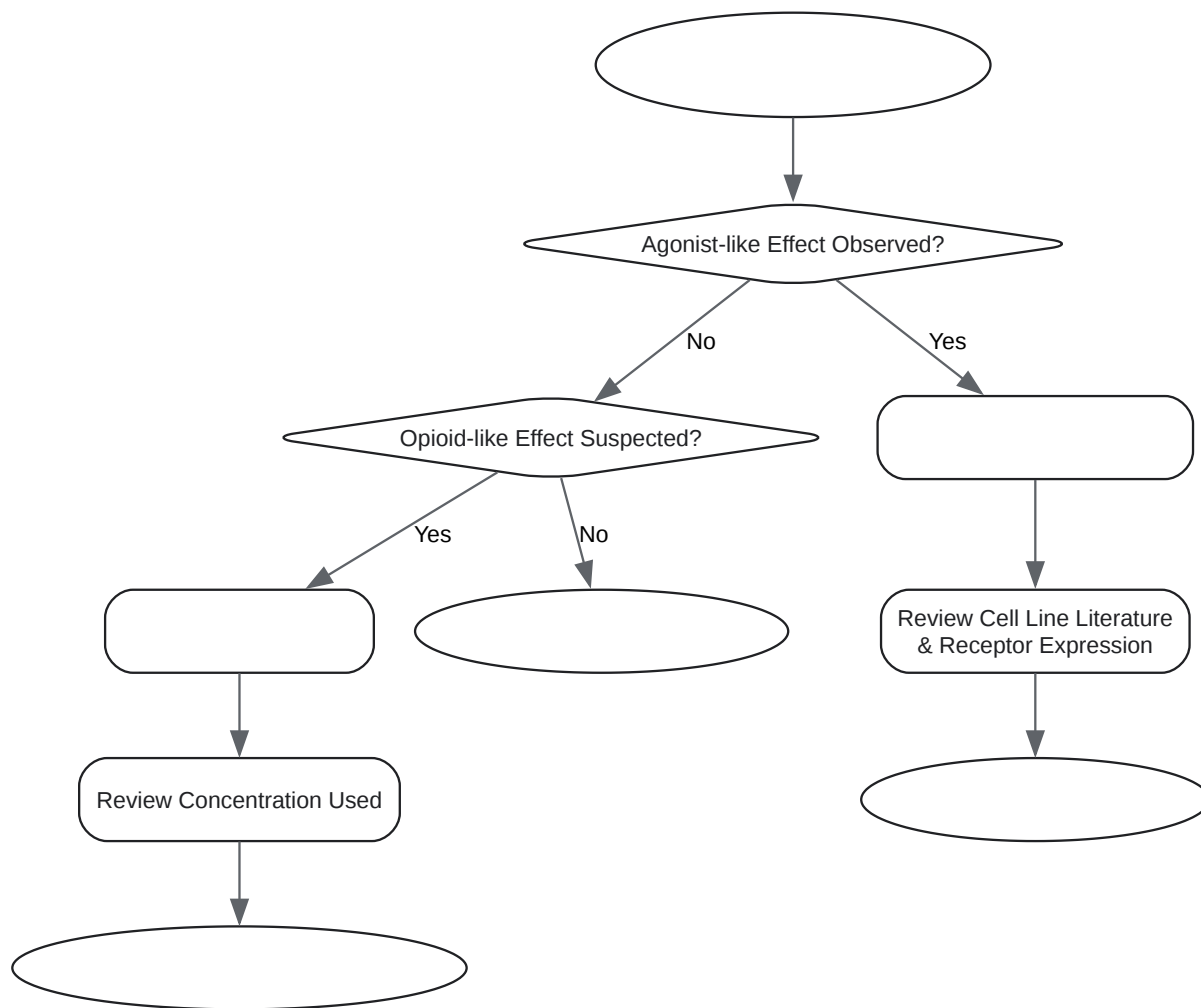 Agonist-like Effect Observed?
No
Yes
Opioid-like Effect Suspected?
Yes
No
Review Cell Line Literature
& Receptor Expression
Review Concentration Used